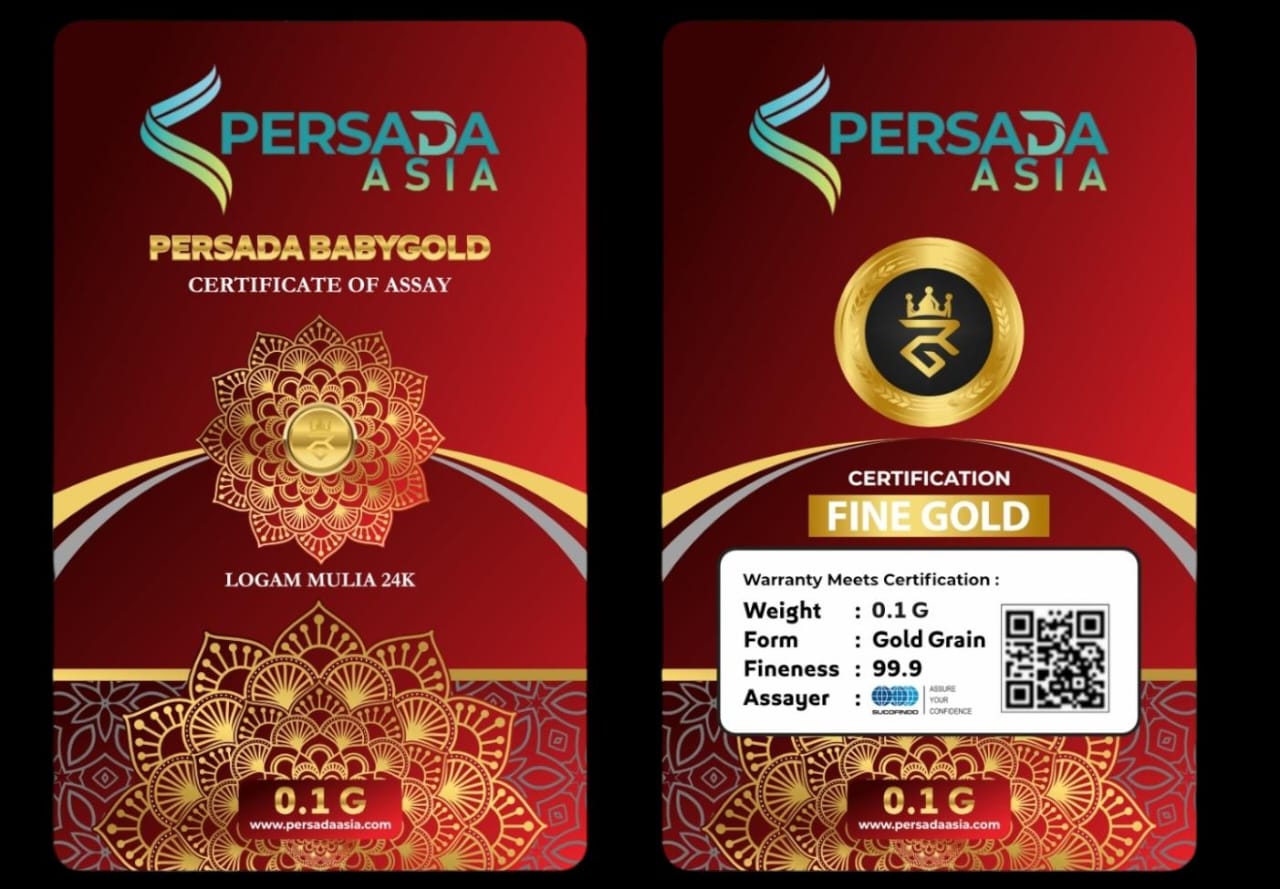 PERSADA
ASIA
PERSADA BABYGOLD
CERTIFICATE OF ASSAY
LOGAM MULIA 24K
0.1 G
www.persadaasia.com
PERSADA
ASIA
CERTIFICATION
FINE GOLD
Warranty Meets Certification :
Weight : 0.1 G
Form : Gold Grain
Fineness : 99.9
Assayer : SUCOFINDO ASSURE
YOUR
CONFIDENCE
0.1 G
www.persadaasia.com